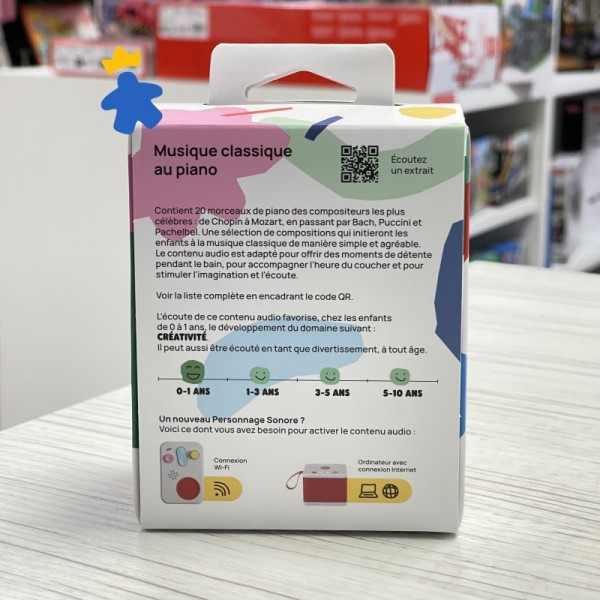 Musique classique
au piano
Écoutez
un extrait
Contient 20 morceaux de piano des compositeurs les plus
célèbres : de Chopin à Mozart, en passant par Bach, Puccini et
Pachelbel. Une sélection de compositions qui initieront les
enfants à la musique classique de manière simple et agréable.
Le contenu audio est adapté pour offrir des moments de détente
pendant le bain, pour accompagner l'heure du coucher et pour
stimuler l'imagination et l'écoute.
Voir la liste complète en encadrant le code QR.
L'écoute de ce contenu audio favorise, chez les enfants
de 0 à 1 ans, le développement du domaine suivant :
CRÉATIVITÉ.
Il peut aussi être écouté en tant que divertissement, à tout âge.
0-1 ANS
1-3 ANS
3-5 ANS
5-10 ANS
Un nouveau Personnage Sonore ?
Voici ce dont vous avez besoin pour activer le contenu audio :
Connexion
Wi-Fi
Ordinateur avec
connexion Internet